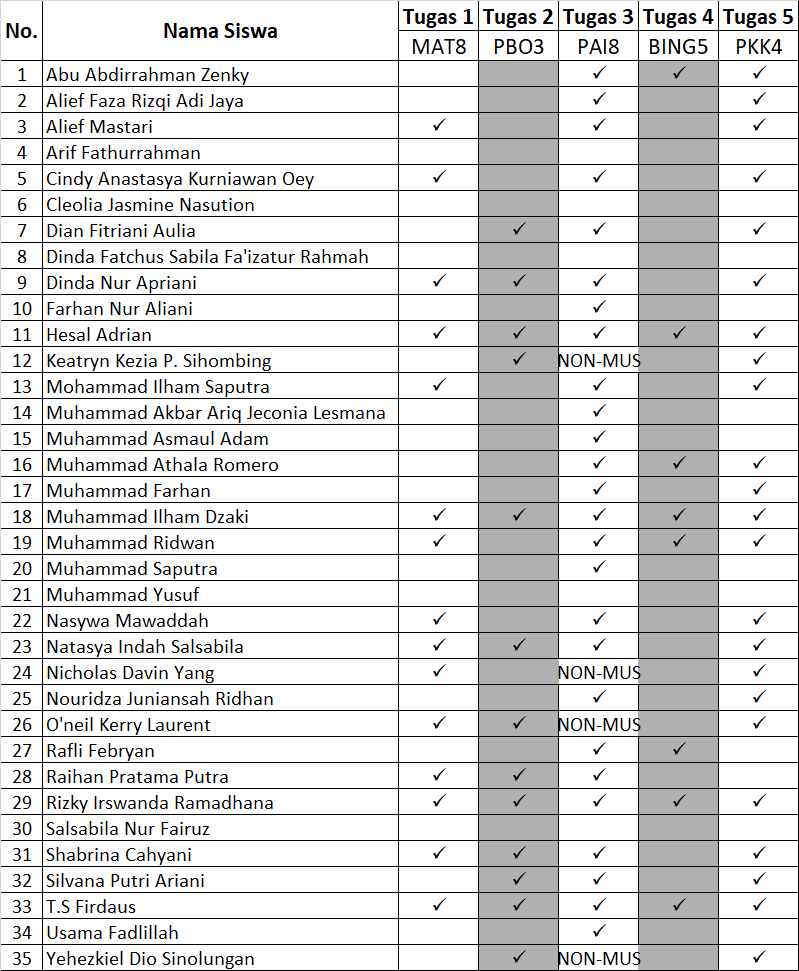 No. Nama Siswa Tugas 1 Tugas 2 Tugas 3 Tugas 4 Tugas 5
MAT8 PBO3 PAI8 BING5 PKK4
1 Abu Abdirrahman Zenky ✓ ✓ ✓
2 Alief Faza Rizqi Adi Jaya ✓ ✓
3 Alief Mastari ✓ ✓ ✓
4 Arif Fathurrahman
5 Cindy Anastasya Kurniawan Oey ✓ ✓ ✓
6 Cleolia Jasmine Nasution
7 Dian Fitriani Aulia ✓ ✓ ✓
8 Dinda Fatchus Sabila Fa'izatur Rahmah
9 Dinda Nur Apriani ✓ ✓ ✓ ✓
10 Farhan Nur Aliani ✓
11 Hesal Adrian ✓ ✓ ✓ ✓ ✓
12 Keatryn Kezia P. Sihombing ✓ NON-MUS ✓
13 Mohammad Ilham Saputra ✓ ✓ ✓
14 Muhammad Akbar Ariq Jeconia Lesmana ✓
15 Muhammad Asmaul Adam ✓
16 Muhammad Athala Romero ✓ ✓ ✓
17 Muhammad Farhan ✓ ✓
18 Muhammad Ilham Dzaki ✓ ✓ ✓ ✓ ✓
19 Muhammad Ridwan ✓ ✓ ✓ ✓
20 Muhammad Saputra ✓
21 Muhammad Yusuf
22 Nasywa Mawaddah ✓ ✓ ✓
23 Natasya Indah Salsabila ✓ ✓ ✓ ✓
24 Nicholas Davin Yang ✓ NON-MUS ✓
25 Nouridza Juniansah Ridhan ✓ ✓
26 O'neil Kerry Laurent ✓ ✓ NON-MUS ✓
27 Rafli Febryan ✓ ✓
28 Raihan Pratama Putra ✓ ✓ ✓
29 Rizky Irswanda Ramadhana ✓ ✓ ✓ ✓ ✓
30 Salsabila Nur Fairuz
31 Shabrina Cahyani ✓ ✓ ✓ ✓
32 Silvana Putri Ariani ✓ ✓ ✓
33 T.S Firdaus ✓ ✓ ✓ ✓ ✓
34 Usama Fadlillah ✓
35 Yehezkiel Dio Sinolungan ✓ NON-MUS ✓